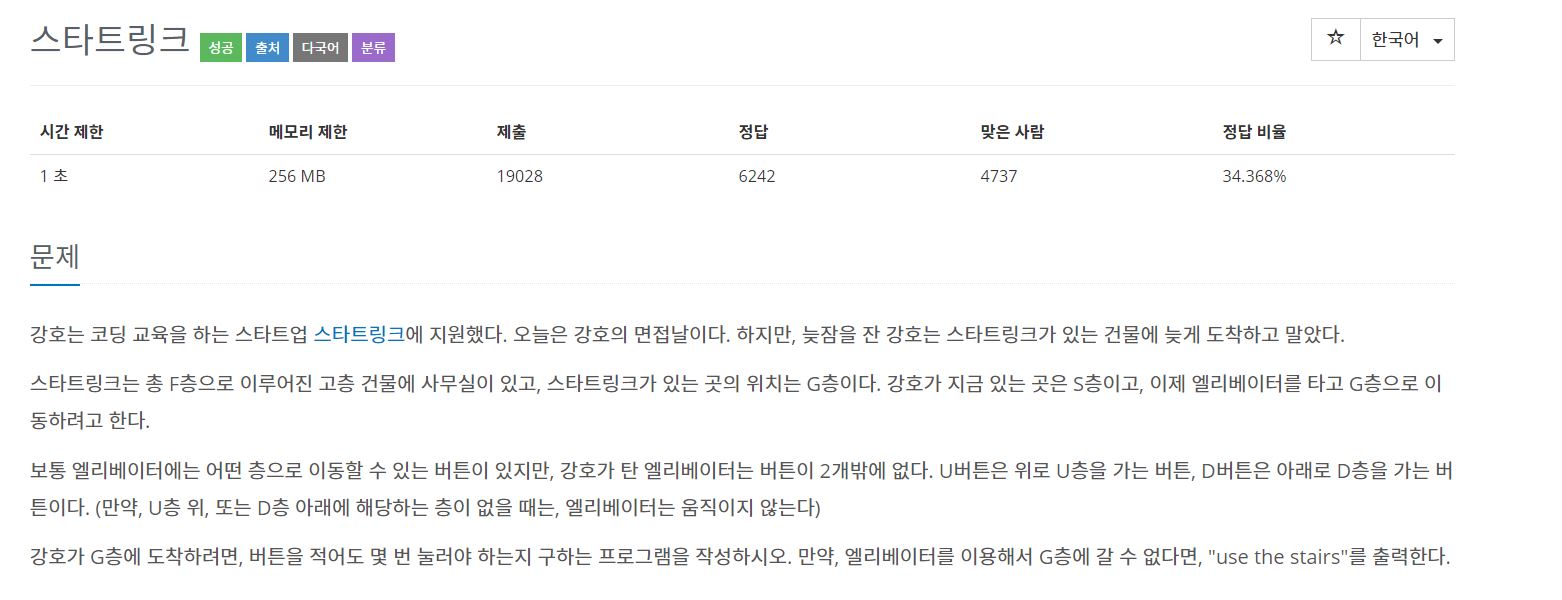 스타트링크 성공 출처 다국어 분류
☆ 한국어
시간 제한 메모리 제한 제출 정답 맞은 사람 정답 비율
1 초 256 MB 19028 6242 4737 34.368%
문제
강호는 코딩 교육을 하는 스타트업 스타트링크에 지원했다. 오늘은 강호의 면접날이다. 하지만, 늦잠을 잔 강호는 스타트링크가 있는 건물에 늦게 도착하고 말았다.
스타트링크는 총 F층으로 이루어진 고층 건물에 사무실이 있고, 스타트링크가 있는 곳의 위치는 G층이다. 강호가 지금 있는 곳은 S층이고, 이제 엘리베이터를 타고 G층으로 이
동하려고 한다.
보통 엘리베이터에는 어떤 층으로 이동할 수 있는 버튼이 있지만, 강호가 탄 엘리베이터는 버튼이 2개밖에 없다. U버튼은 위로 U층을 가는 버튼, D버튼은 아래로 D층을 가는 버
튼이다. (만약, U층 위, 또는 D층 아래에 해당하는 층이 없을 때는, 엘리베이터는 움직이지 않는다)
강호가 G층에 도착하려면, 버튼을 적어도 몇 번 눌러야 하는지 구하는 프로그램을 작성하시오. 만약, 엘리베이터를 이용해서 G층에 갈 수 없다면, "use the stairs"를 출력한다.